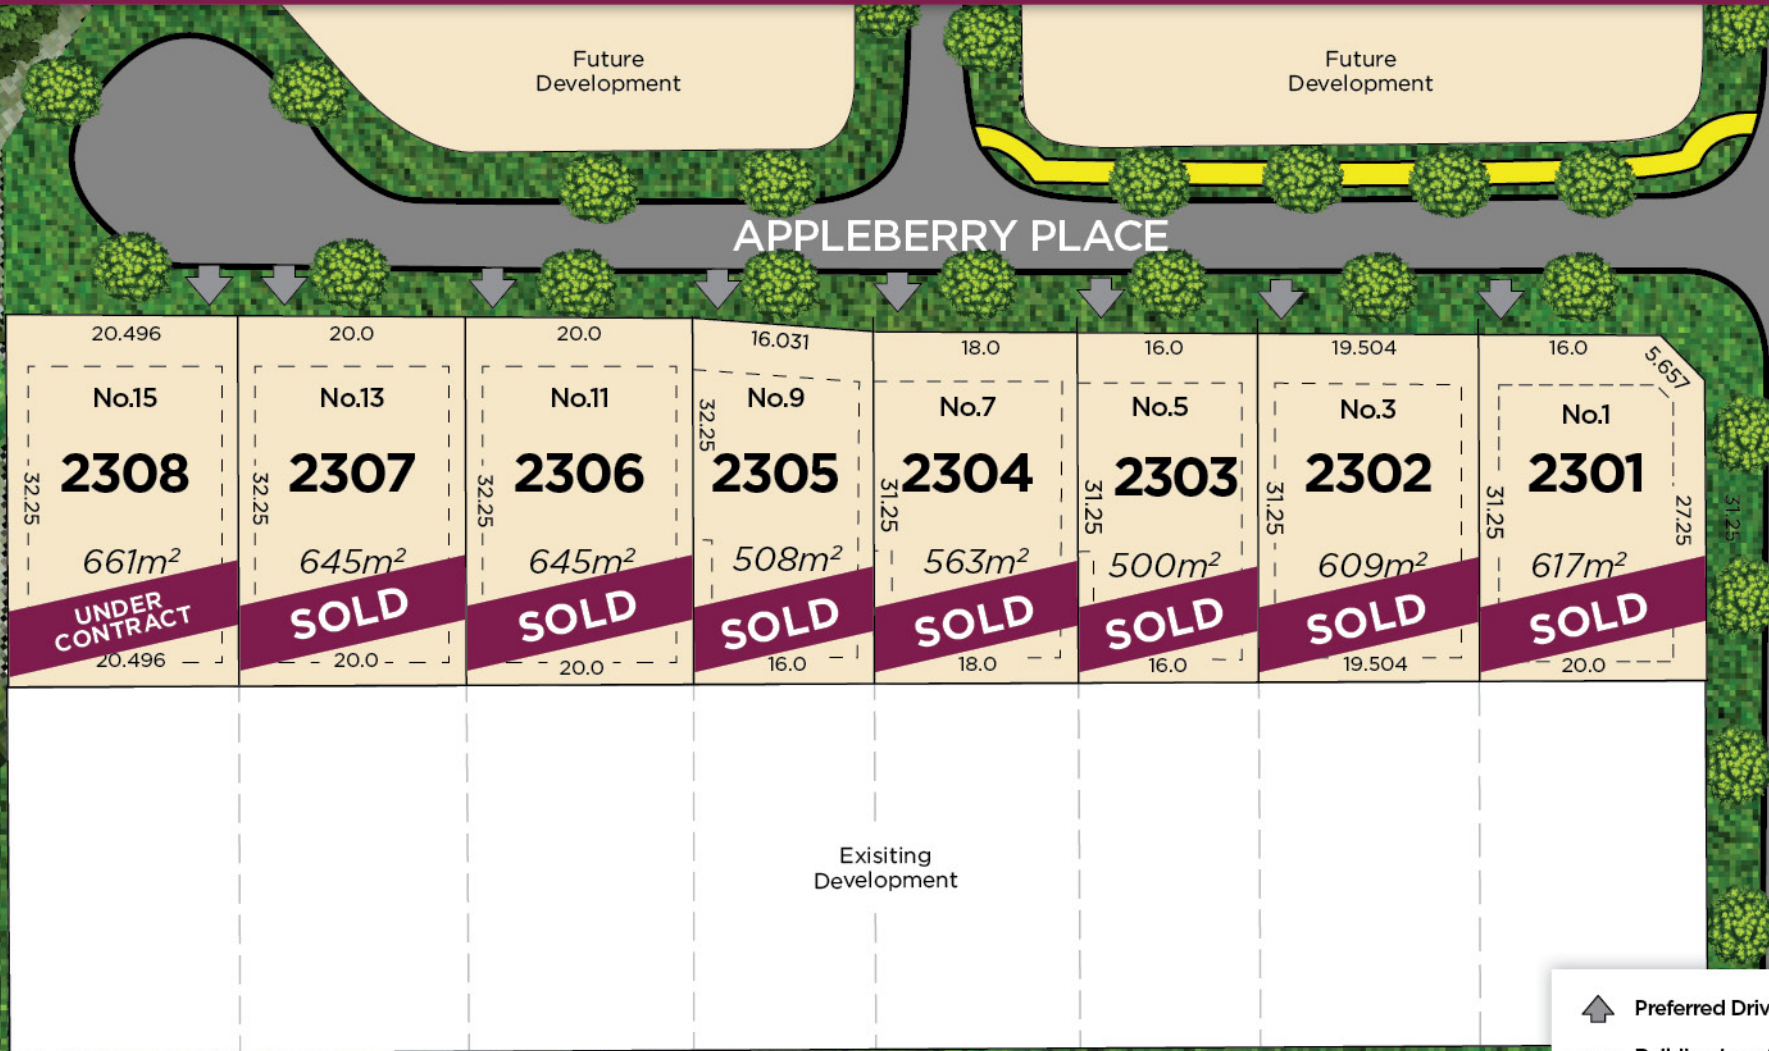 Future
Development
Future
Development
APPLEBERRY PLACE
20.496
20.0
20.0
16.031
18.0
16.0
19.504
16.0
5.657
No.15
No.13
No.11
No.9
No.7
No.5
No.3
No.1
32.25
2308
32.25
2307
32.25
2306
32.25
2305
31.25
2304
31.25
2303
31.25
2302
31.25
2301
27.25
31.25
661m²
645m²
645m²
508m²
563m²
500m²
609m²
617m²
UNDER
CONTRACT
SOLD
SOLD
SOLD
SOLD
SOLD
SOLD
SOLD
20.496
20.0
20.0
16.0
18.0
16.0
19.504
20.0
Exisiting
Development
Preferred Driv